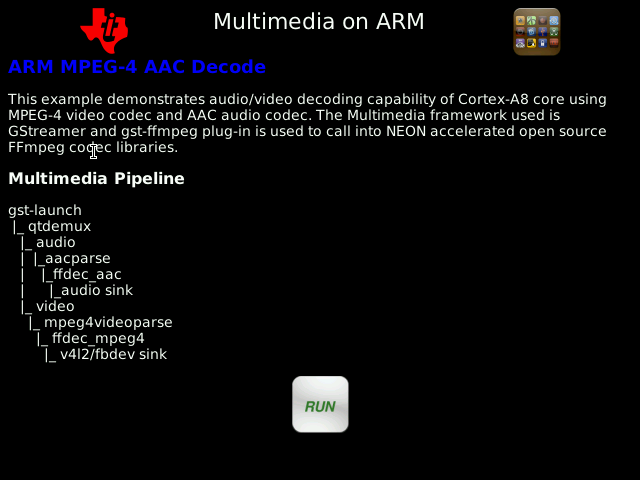 Multimedia on ARM
ARM MPEG-4 AAC Decode
This example demonstrates audio/video decoding capability of Cortex-A8 core using
MPEG-4 video codec and AAC audio codec. The Multimedia framework used is
GStreamer and gst-ffmpeg plug-in is used to call into NEON accelerated open source
FFmpeg codec libraries.
Multimedia Pipeline
gst-launch
|_ qtdemux
|_ audio
| |_aacparse
| |_ffdec_aac
| |_audio sink
|_ video
|_ mpeg4videoparse
|_ ffdec_mpeg4
|_ v4l2/fbdev sink
RUN